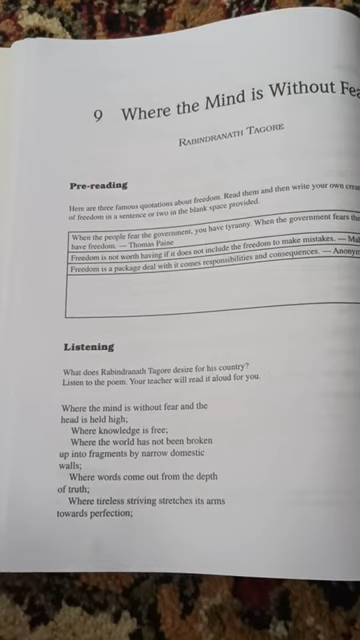 9 Where the Mind is Without
RABINDRANATH TAGORE
Pre-reading
Here are three famous quotations about freedom. Read them and then write your own
of freedom in a sentence or two in the blank space provided.
When the people fear the government, you have tyranny. When the government fears the
have freedom. — Thomas Paine
Freedom is not worth having if it does not include the freedom to make mistakes. —
Freedom is a package deal with it comes responsibilities and consequences. —
Listening
What does Rabindranath Tagore desire for his country?
Listen to the poem. Your teacher will read it aloud for you.
Where the mind is without fear and the
head is held high;
Where knowledge is free;
Where the world has not been broken
up into fragments by narrow domestic
walls;
Where words come out from the depth
of truth;
Where tireless striving stretches its arms
towards perfection;